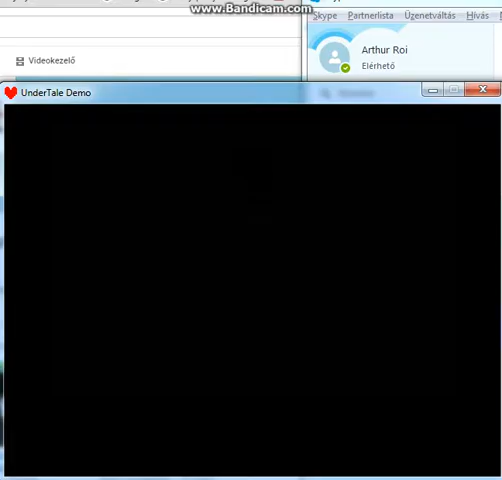 www.Bandicam.com
Skype Partnerlista Üzenetváltás Hívás
Arthur Roi
Elérhető
Videokezelő
UnderTale Demo